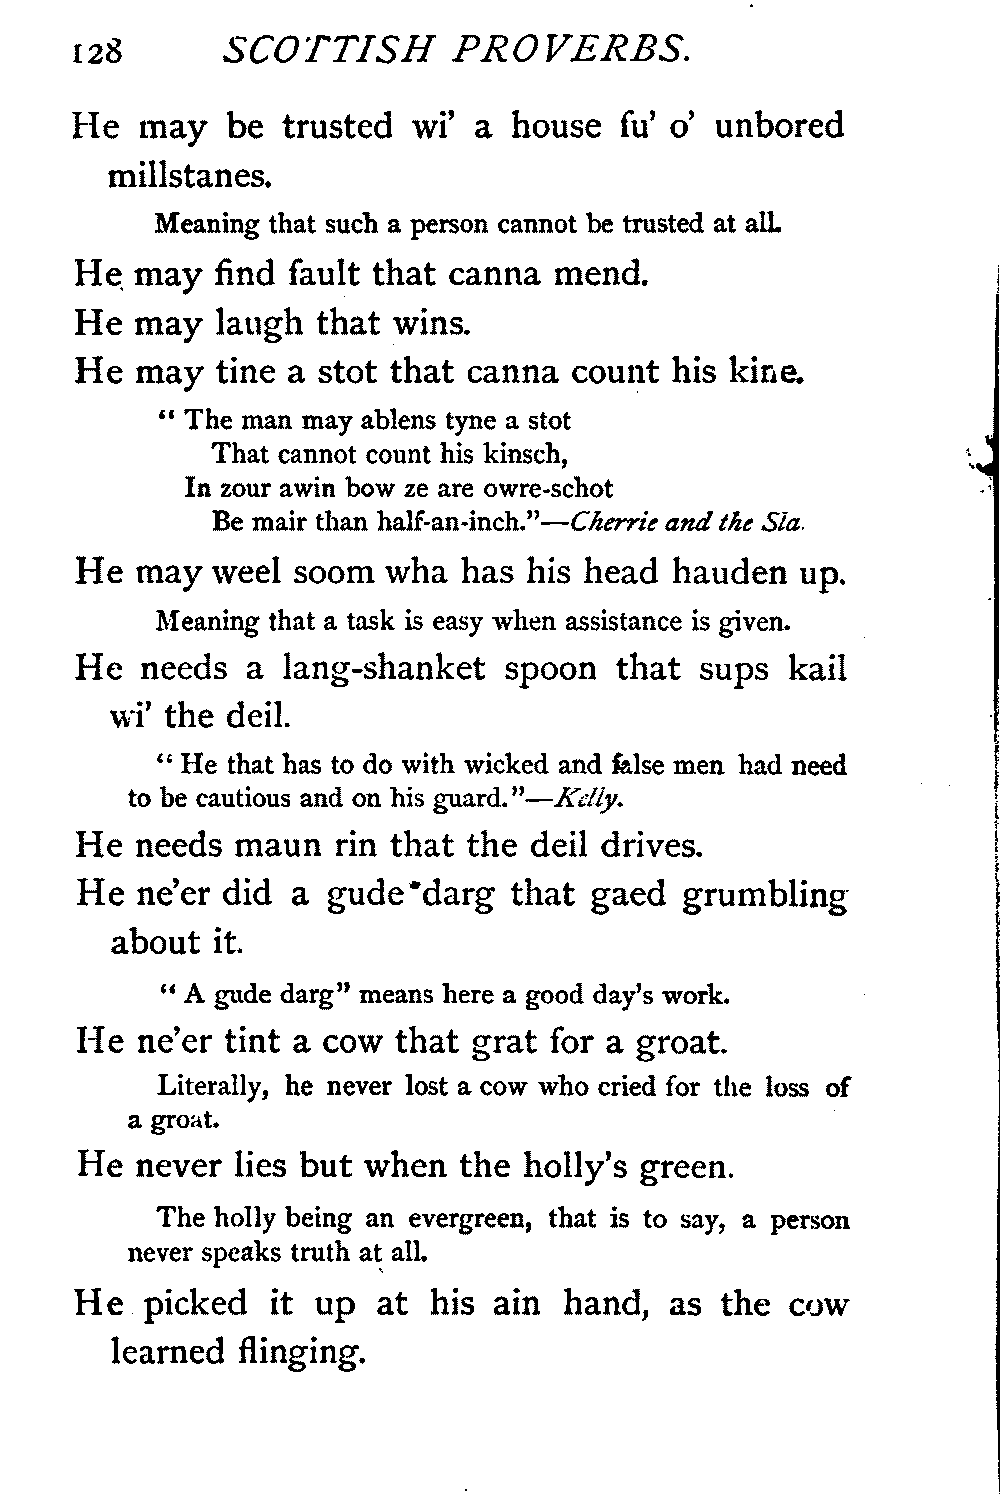 128 SCOTTISH PROVERBS.
He may be trusted wi' a house fu' o' unbored
millstanes.
Meaning that such a person cannot be trusted at all.
He may find fault that canna mend.
He may laugh that wins.
He may tine a stot that canna count his kine.
“ The man may ablens tyne a stot
That cannot count his kinsch,
In zour awin bow ze are owre-schot
Be mair than half-an-inch.”—Cherrie and the Sla.
He may weel soom wha has his head hauden up.
Meaning that a task is easy when assistance is given.
He needs a lang-shanket spoon that sups kail
wi' the deil.
“ He that has to do with wicked and false men had need
to be cautious and on his guard.”—Kelly.
He needs maun rin that the deil drives.
He ne'er did a gude darg that gaed grumbling
about it.
“ A gude darg” means here a good day's work.
He ne'er tint a cow that grat for a groat.
Literally, he never lost a cow who cried for the loss of
a groat.
He never lies but when the holly's green.
The holly being an evergreen, that is to say, a person
never speaks truth at all.
He picked it up at his ain hand, as the cow
learned flinging.